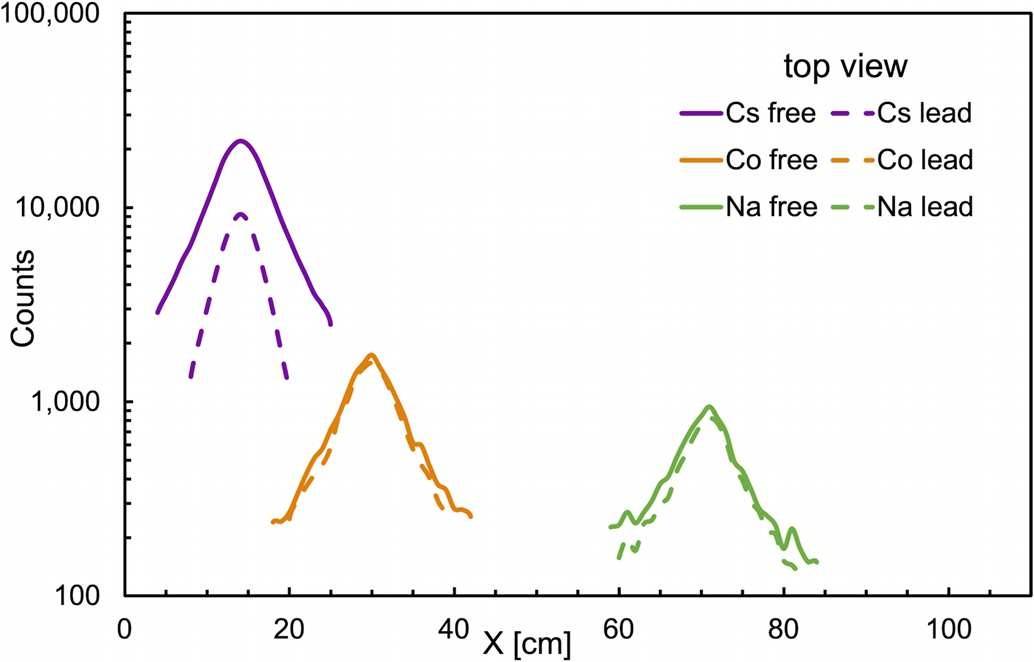 100,000
10,000
1,000
100
Counts
top view
Cs free Cs lead
Co free Co lead
Na free Na lead
0 20 40 60 80 100
X [cm]